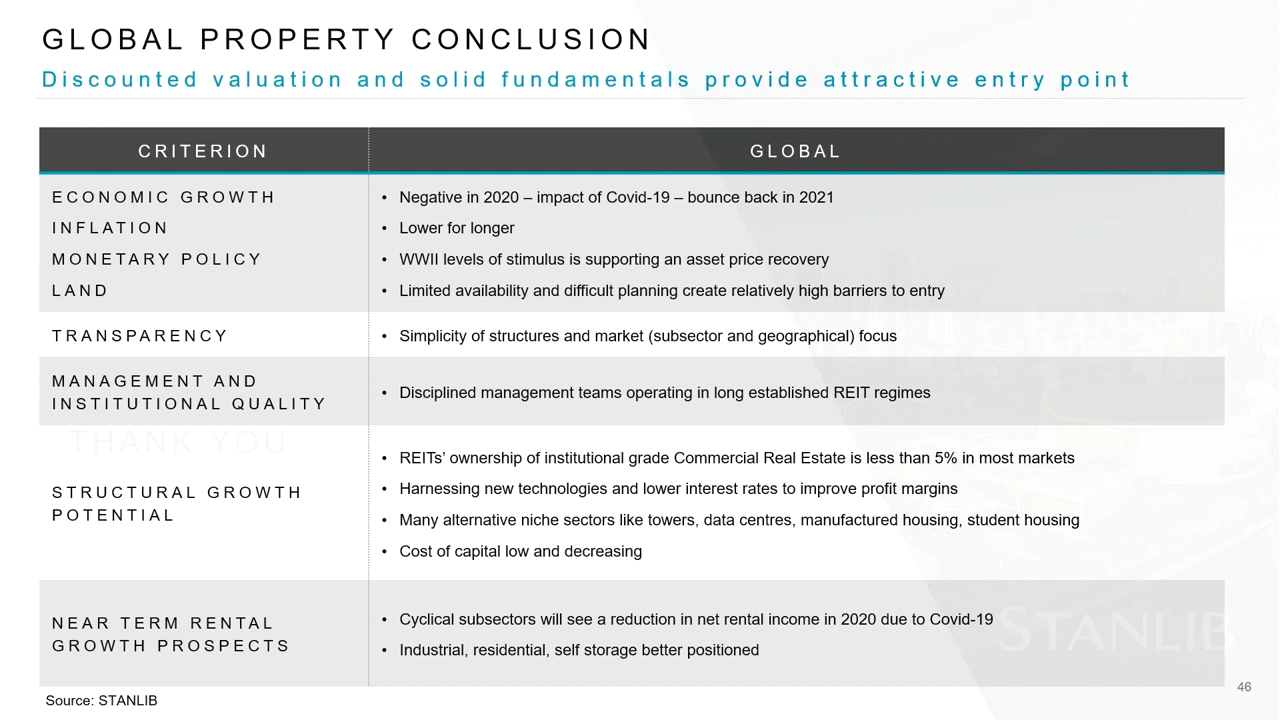 GLOBAL PROPERTY CONCLUSION
Discounted valuation and solid fundamentals provide attractive entry point
CRITERION
GLOBAL
ECONOMIC GROWTH
• Negative in 2020 – impact of Covid-19 – bounce back in 2021
INFLATION
• Lower for longer
MONETARY POLICY
• WWII levels of stimulus is supporting an asset price recovery
LAND
• Limited availability and difficult planning create relatively high barriers to entry
TRANSPARENCY
• Simplicity of structures and market (subsector and geographical) focus
MANAGEMENT AND
INSTITUTIONAL QUALITY
• Disciplined management teams operating in long established REIT regimes
THANK YOU
STRUCTURAL GROWTH
POTENTIAL
• REITs’ ownership of institutional grade Commercial Real Estate is less than 5% in most markets
• Harnessing new technologies and lower interest rates to improve profit margins
• Many alternative niche sectors like towers, data centres, manufactured housing, student housing
• Cost of capital low and decreasing
NEAR TERM RENTAL
GROWTH PROSPECTS
• Cyclical subsectors will see a reduction in net rental income in 2020 due to Covid-19
• Industrial, residential, self storage better positioned
STANLIB
46
Source: STANLIB